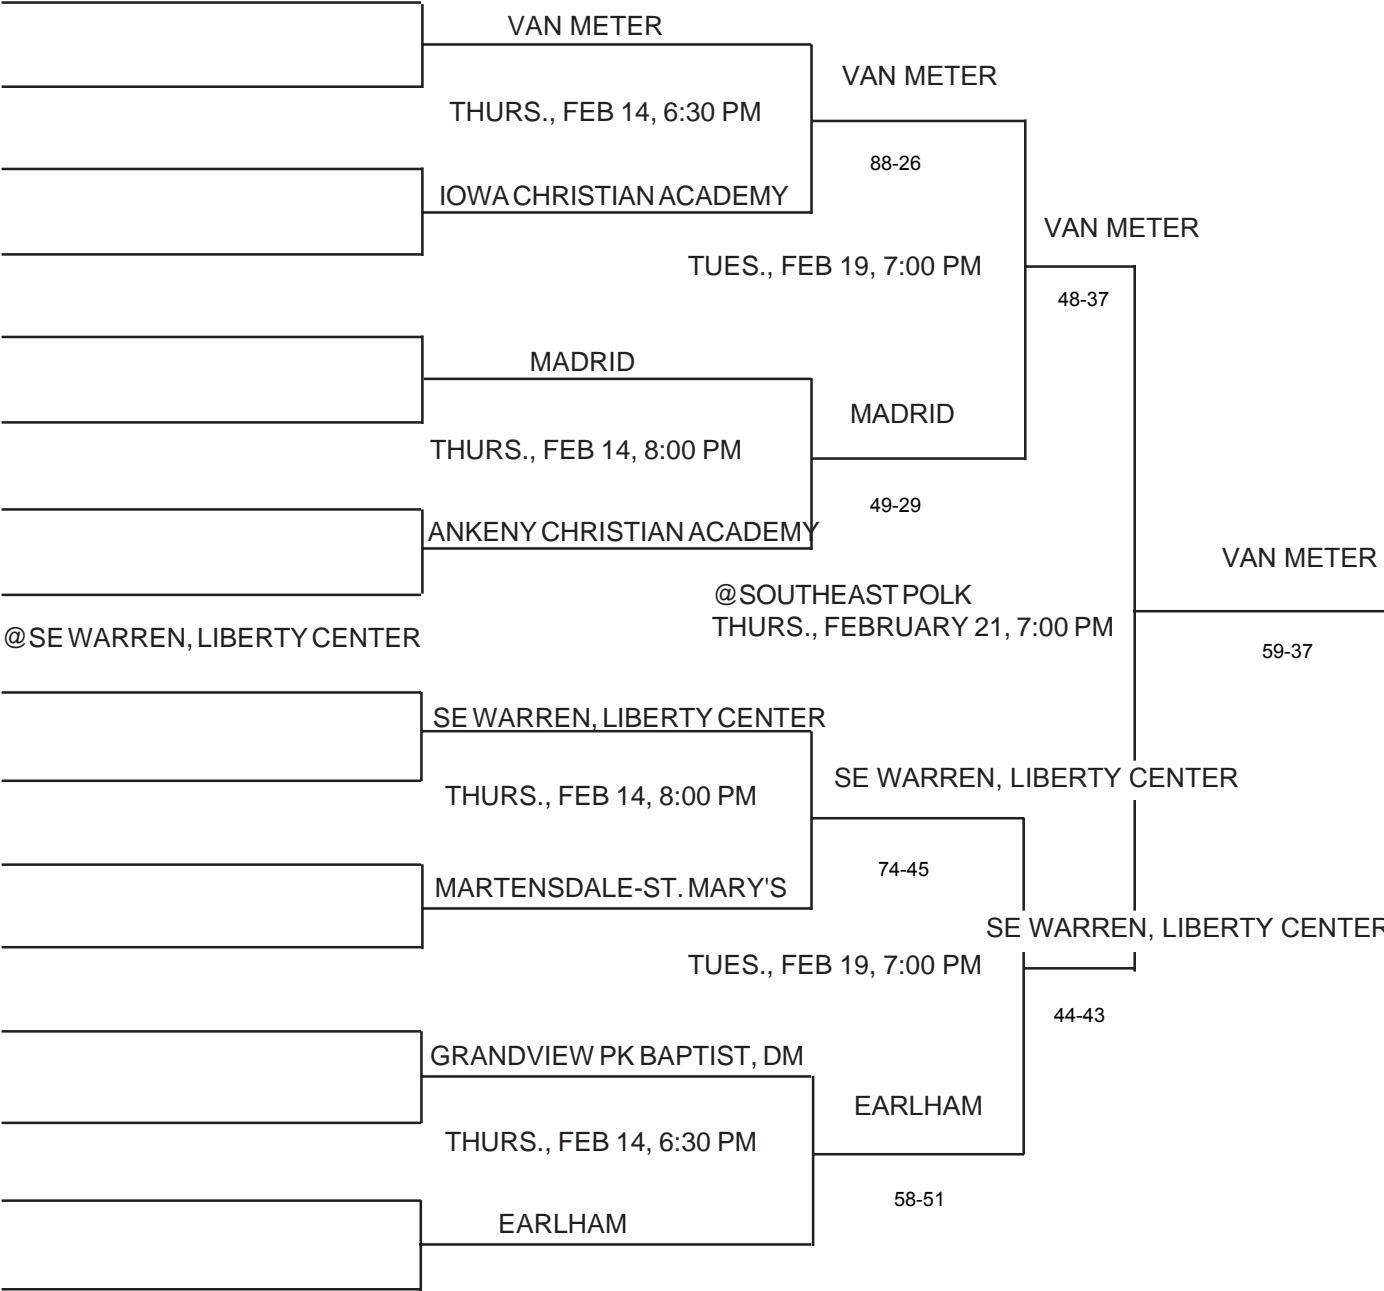 VAN METER
VAN METER
THURS., FEB 14, 6:30 PM
88-26
IOWA CHRISTIAN ACADEMY
VAN METER
TUES., FEB 19, 7:00 PM
48-37
MADRID
MADRID
THURS., FEB 14, 8:00 PM
49-29
ANKENY CHRISTIAN ACADEMY
VAN METER
@SOUTHEAST POLK
THURS., FEBRUARY 21, 7:00 PM
@SE WARREN, LIBERTY CENTER
59-37
SE WARREN, LIBERTY CENTER
SE WARREN, LIBERTY CENTER
THURS., FEB 14, 8:00 PM
74-45
MARTENSDALE-ST. MARY'S
SE WARREN, LIBERTY CENTER
TUES., FEB 19, 7:00 PM
44-43
GRANDVIEW PK BAPTIST, DM
EARLHAM
THURS., FEB 14, 6:30 PM
58-51
EARLHAM